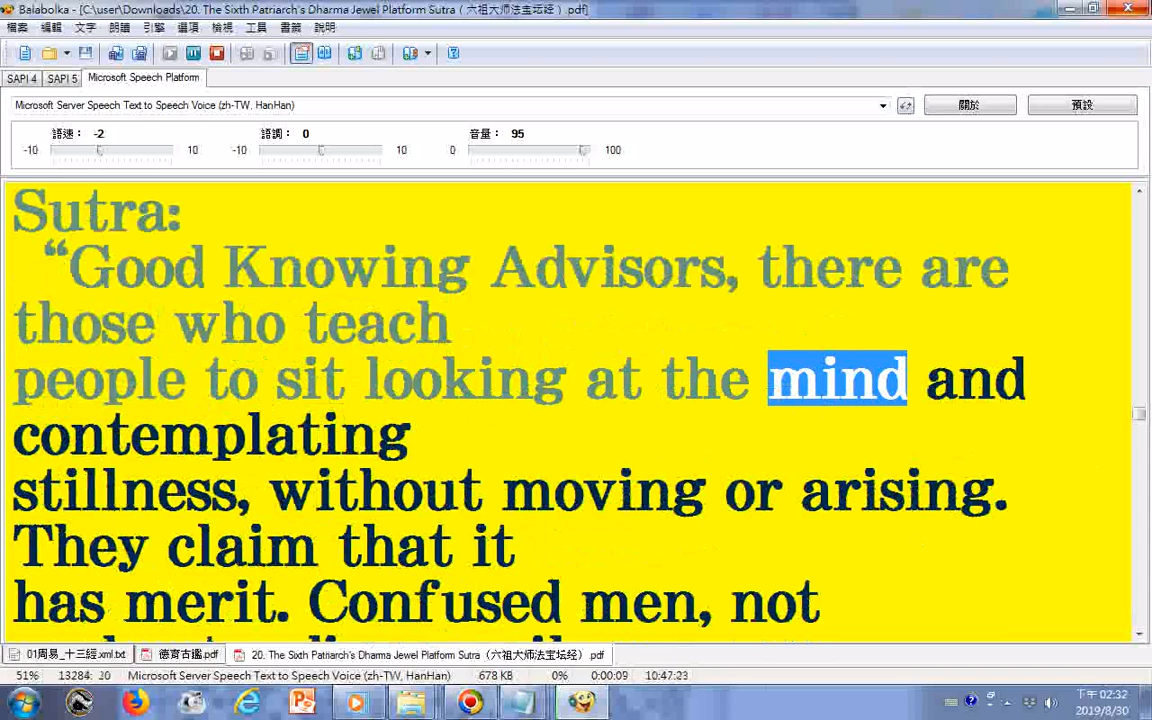 Balabolka - [C:\user\Downloads\20. The Sixth Patriarch's Dharma Jewel Platform Sutra（六祖大师法宝坛经）pdf]
檔案 編輯 文字 朗誦 引擎 選項 檢視 工具 書籤 說明
SAPI 4 SAPI 5 Microsoft Speech Platform
Microsoft Server Speech Text to Speech Voice (zh-TW, HanHan) 關於 預設
語速： -2 語調： 0 音量： 95
-10 10 -10 10 0 100
Sutra:
“Good Knowing Advisors, there are
those who teach
people to sit looking at the mind and
contemplating
stillness, without moving or arising.
They claim that it
has merit. Confused men, not
01周易_十三經.xml.txt 德育古鑑.pdf 20. The Sixth Patriarch's Dharma Jewel Platform Sutra（六祖大师法宝坛经）.pdf
51% 13284: 20 Microsoft Server Speech Text to Speech Voice (zh-TW, HanHan) 678 KB 0% 0:00:09 10:47:23
下午 02:32
2019/8/30